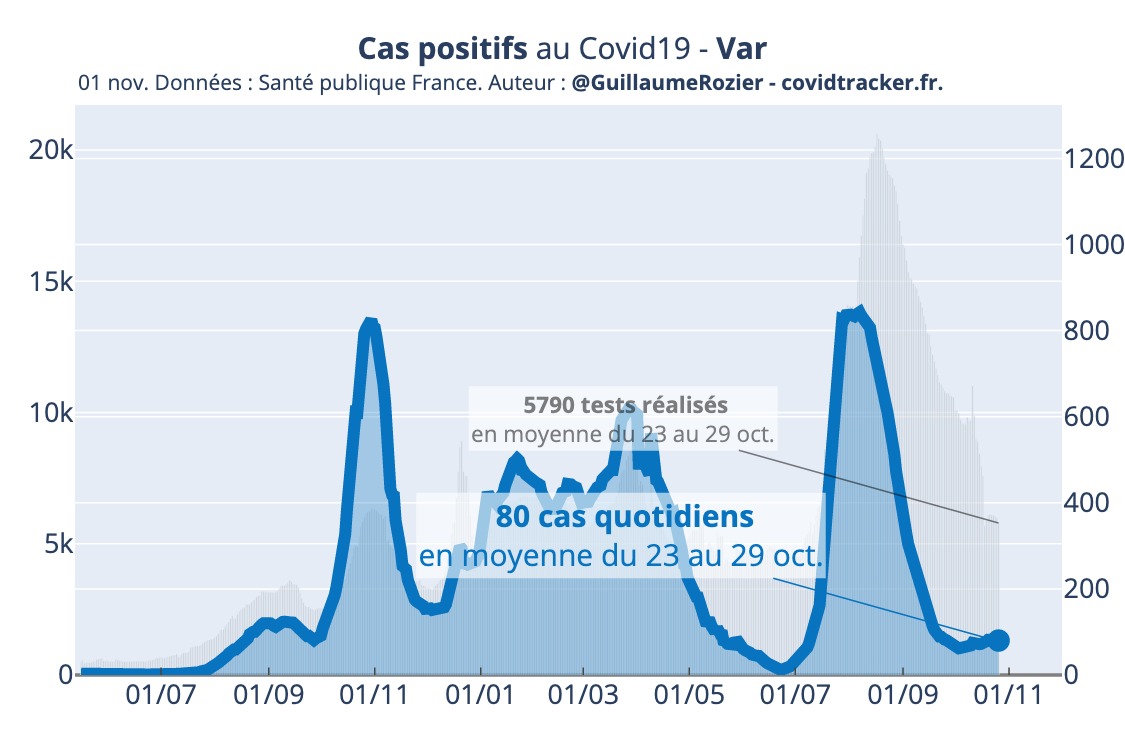 Cas positifs au Covid19 - Var
01 nov. Données : Santé publique France. Auteur : @GuillaumeRozier - covidtracker.fr.
20k
15k
10k
5k
0
1200
1000
800
600
400
200
0
5790 tests réalisés
en moyenne du 23 au 29 oct.
80 cas quotidiens
en moyenne du 23 au 29 oct.
01/07 01/09 01/11 01/01 01/03 01/05 01/07 01/09 01/11